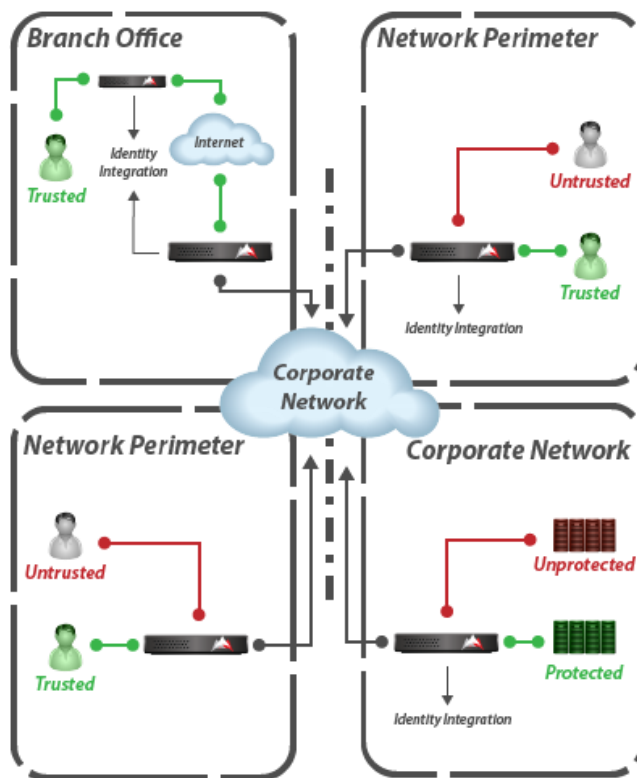 Branch Office
Internet
Identity
Integration
Trusted
Network Perimeter
Untrusted
Trusted
Identity Integration
Corporate
Network
Network Perimeter
Untrusted
Trusted
Corporate Network
Unprotected
Protected
Identity Integration